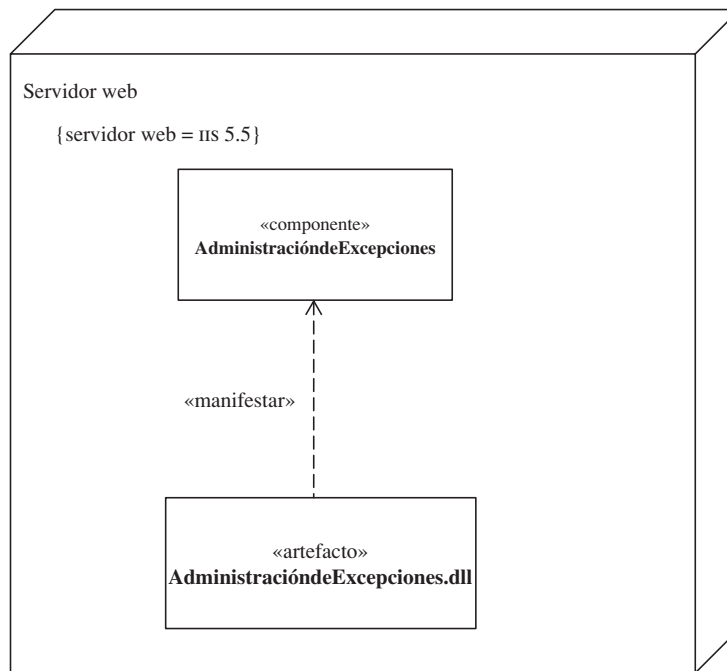 Servidor web
{servidor web = IIS 5.5}
«componente»
AdministracióndeExcepciones
«manifestar»
«artefacto»
AdministracióndeExcepciones.dll